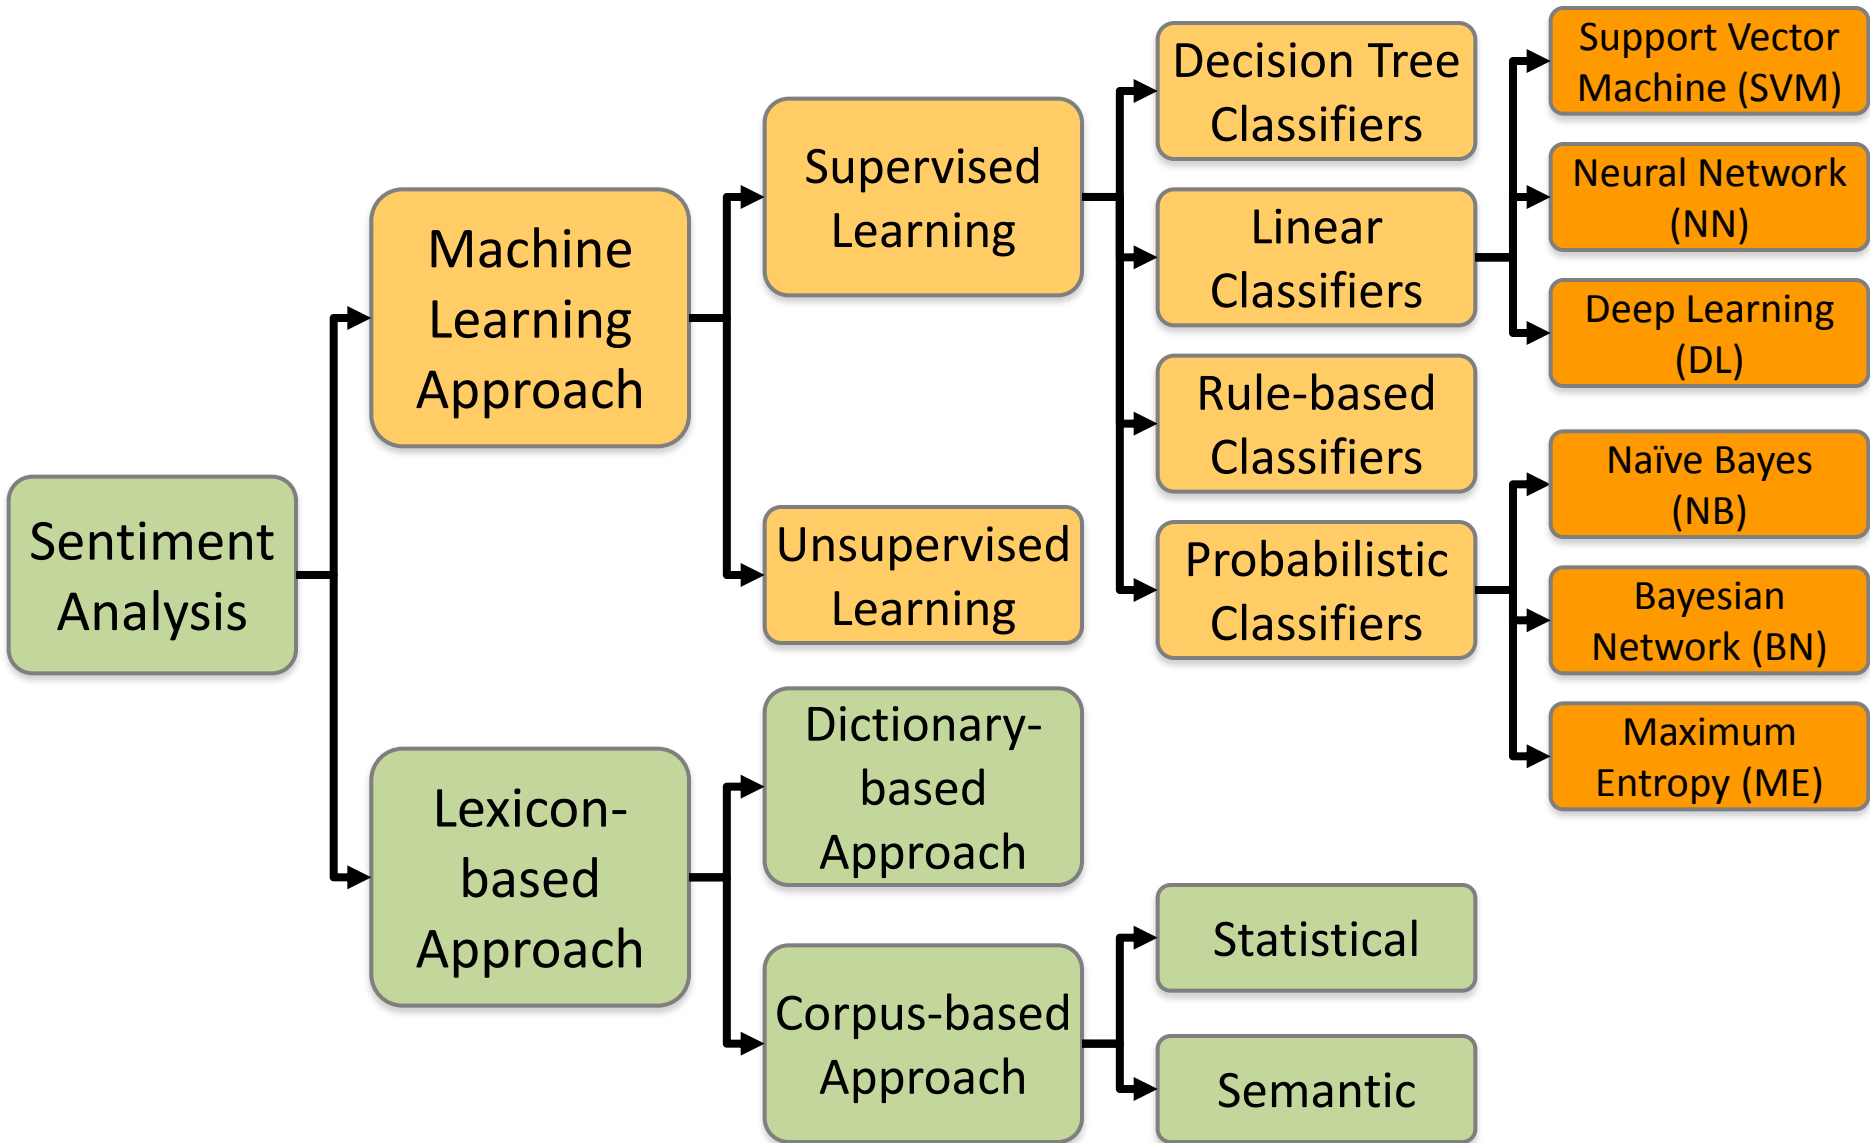 Sentiment
Analysis
Machine
Learning
Approach
Lexicon-
based
Approach
Supervised
Learning
Unsupervised
Learning
Dictionary-
based
Approach
Corpus-based
Approach
Decision Tree
Classifiers
Linear
Classifiers
Rule-based
Classifiers
Probabilistic
Classifiers
Statistical
Semantic
Support Vector
Machine (SVM)
Neural Network
(NN)
Deep Learning
(DL)
Naïve Bayes
(NB)
Bayesian
Network (BN)
Maximum
Entropy (ME)